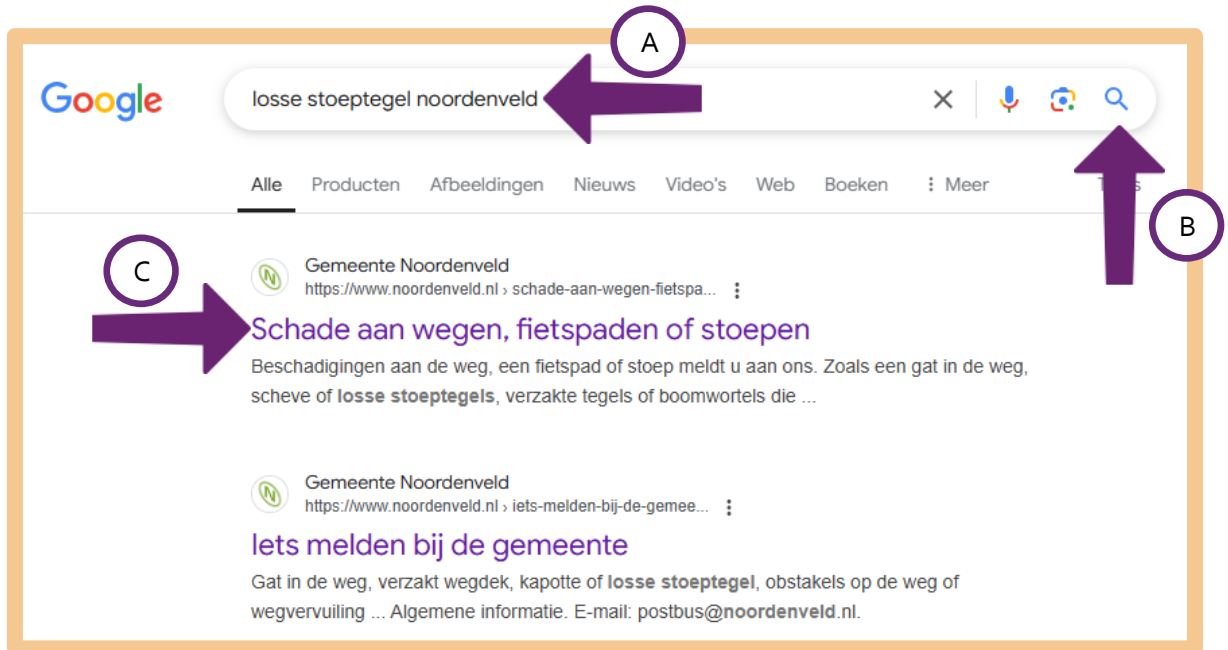 A
Google
losse stoeptegel noordenveld
Alle Producten Afbeeldingen Nieuws Video's Web Boeken Meer
B
C
Gemeente Noordenveld
https://www.noordenveld.nl › schade-aan-wegen-fietspa...
Schade aan wegen, fietspaden of stoepen
Beschadigingen aan de weg, een fietspad of stoep meldt u aan ons. Zoals een gat in de weg,
scheve of losse stoeptegels, verzakte tegels of boomwortels die ...
Gemeente Noordenveld
https://www.noordenveld.nl › iets-melden-bij-de-gemee...
Iets melden bij de gemeente
Gat in de weg, verzakt wegdek, kapotte of losse stoeptegel, obstakels op de weg of
wegvervuiling ... Algemene informatie. E-mail: postbus@noordenveld.nl.